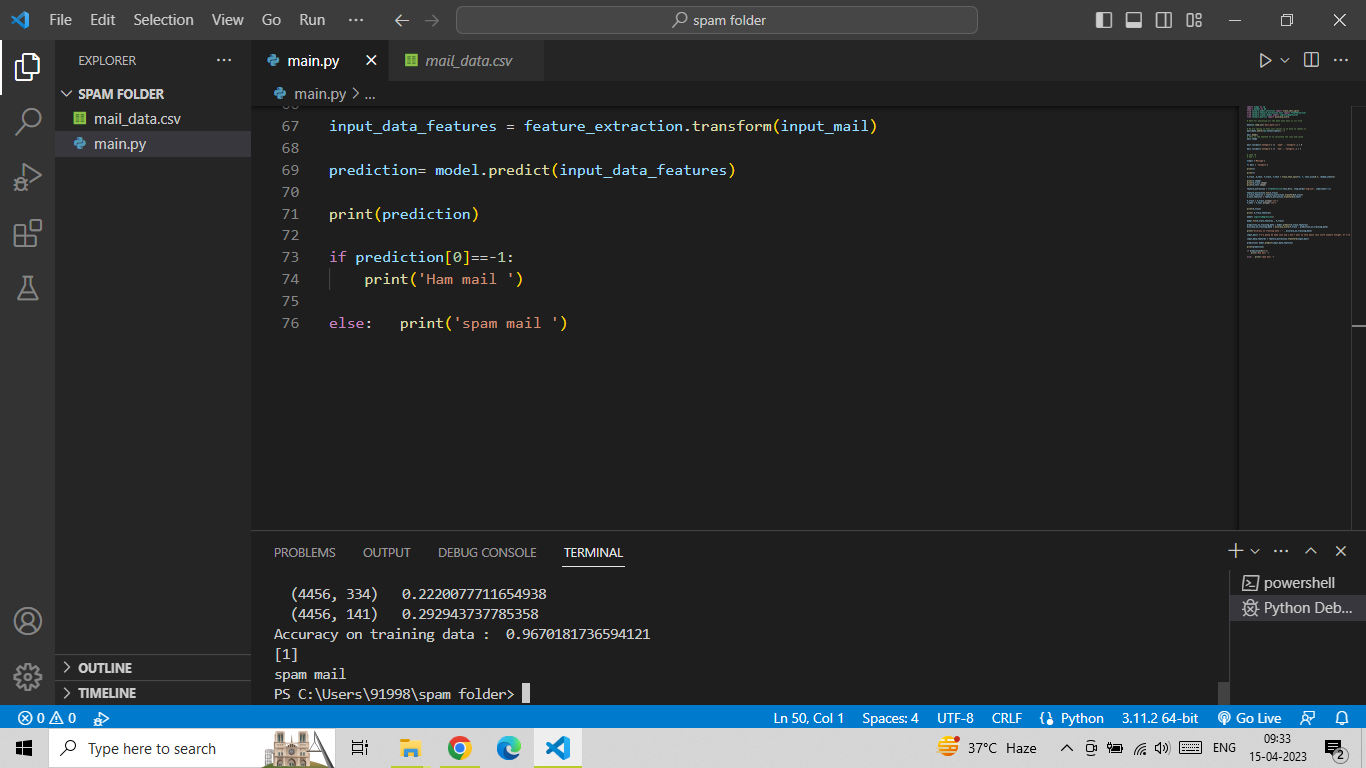 File Edit Selection View Go Run ··· spam folder
EXPLORER ···
SPAM FOLDER
mail_data.csv
main.py
OUTLINE
TIMELINE
main.py mail_data.csv
main.py > ...
67 input_data_features = feature_extraction.transform(input_mail)
68
69 prediction= model.predict(input_data_features)
70
71 print(prediction)
72
73 if prediction[0]==-1:
74     print('Ham mail ')
75
76 else:   print('spam mail ')
PROBLEMS OUTPUT DEBUG CONSOLE TERMINAL
(4456, 334)   0.2220077711654938
(4456, 141)   0.292943737785358
Accuracy on training data :  0.9670181736594121
[1]
spam mail
PS C:\Users\91998\spam folder>
powershell
Python Deb...
0 0 Ln 50, Col 1 Spaces: 4 UTF-8 CRLF Python 3.11.2 64-bit Go Live
Type here to search 37°C Haze ENG 09:33
15-04-2023
2